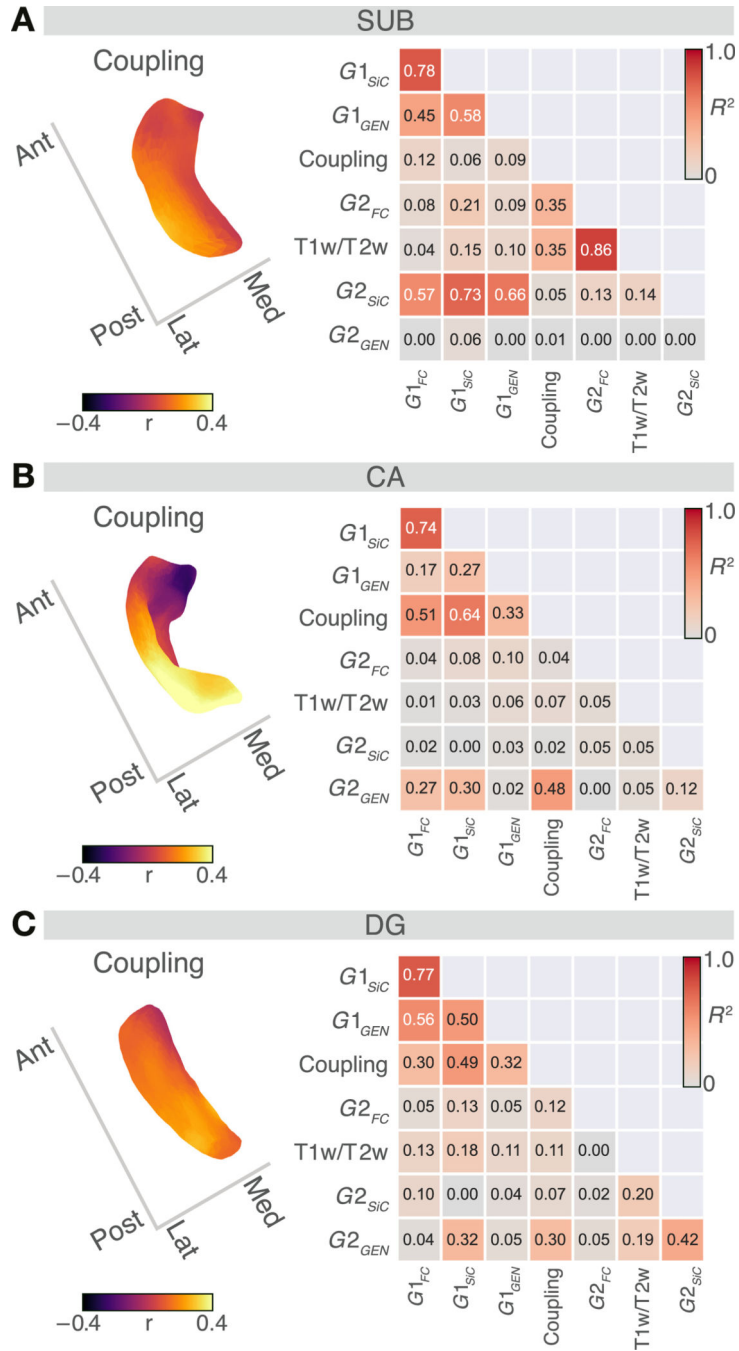 A SUB
Coupling
Ant
Post
Lat
Med
−0.4 r 0.4
1.0
R²
0
G1SiC 0.78
G1GEN 0.45 0.58
Coupling 0.12 0.06 0.09
G2FC 0.08 0.21 0.09 0.35
T1w/T2w 0.04 0.15 0.10 0.35 0.86
G2SiC 0.57 0.73 0.66 0.05 0.13 0.14
G2GEN 0.00 0.06 0.00 0.01 0.00 0.00 0.00
G1FC G1SiC G1GEN Coupling G2FC T1w/T2w G2SiC
B CA
Coupling
Ant
Post
Lat
Med
−0.4 r 0.4
1.0
R²
0
G1SiC 0.74
G1GEN 0.17 0.27
Coupling 0.51 0.64 0.33
G2FC 0.04 0.08 0.10 0.04
T1w/T2w 0.01 0.03 0.06 0.07 0.05
G2SiC 0.02 0.00 0.03 0.02 0.05 0.05
G2GEN 0.27 0.30 0.02 0.48 0.00 0.05 0.12
G1FC G1SiC G1GEN Coupling G2FC T1w/T2w G2SiC
C DG
Coupling
Ant
Post
Lat
Med
−0.4 r 0.4
1.0
R²
0
G1SiC 0.77
G1GEN 0.56 0.50
Coupling 0.30 0.49 0.32
G2FC 0.05 0.13 0.05 0.12
T1w/T2w 0.13 0.18 0.11 0.11 0.00
G2SiC 0.10 0.00 0.04 0.07 0.02 0.20
G2GEN 0.04 0.32 0.05 0.30 0.05 0.19 0.42
G1FC G1SiC G1GEN Coupling G2FC T1w/T2w G2SiC